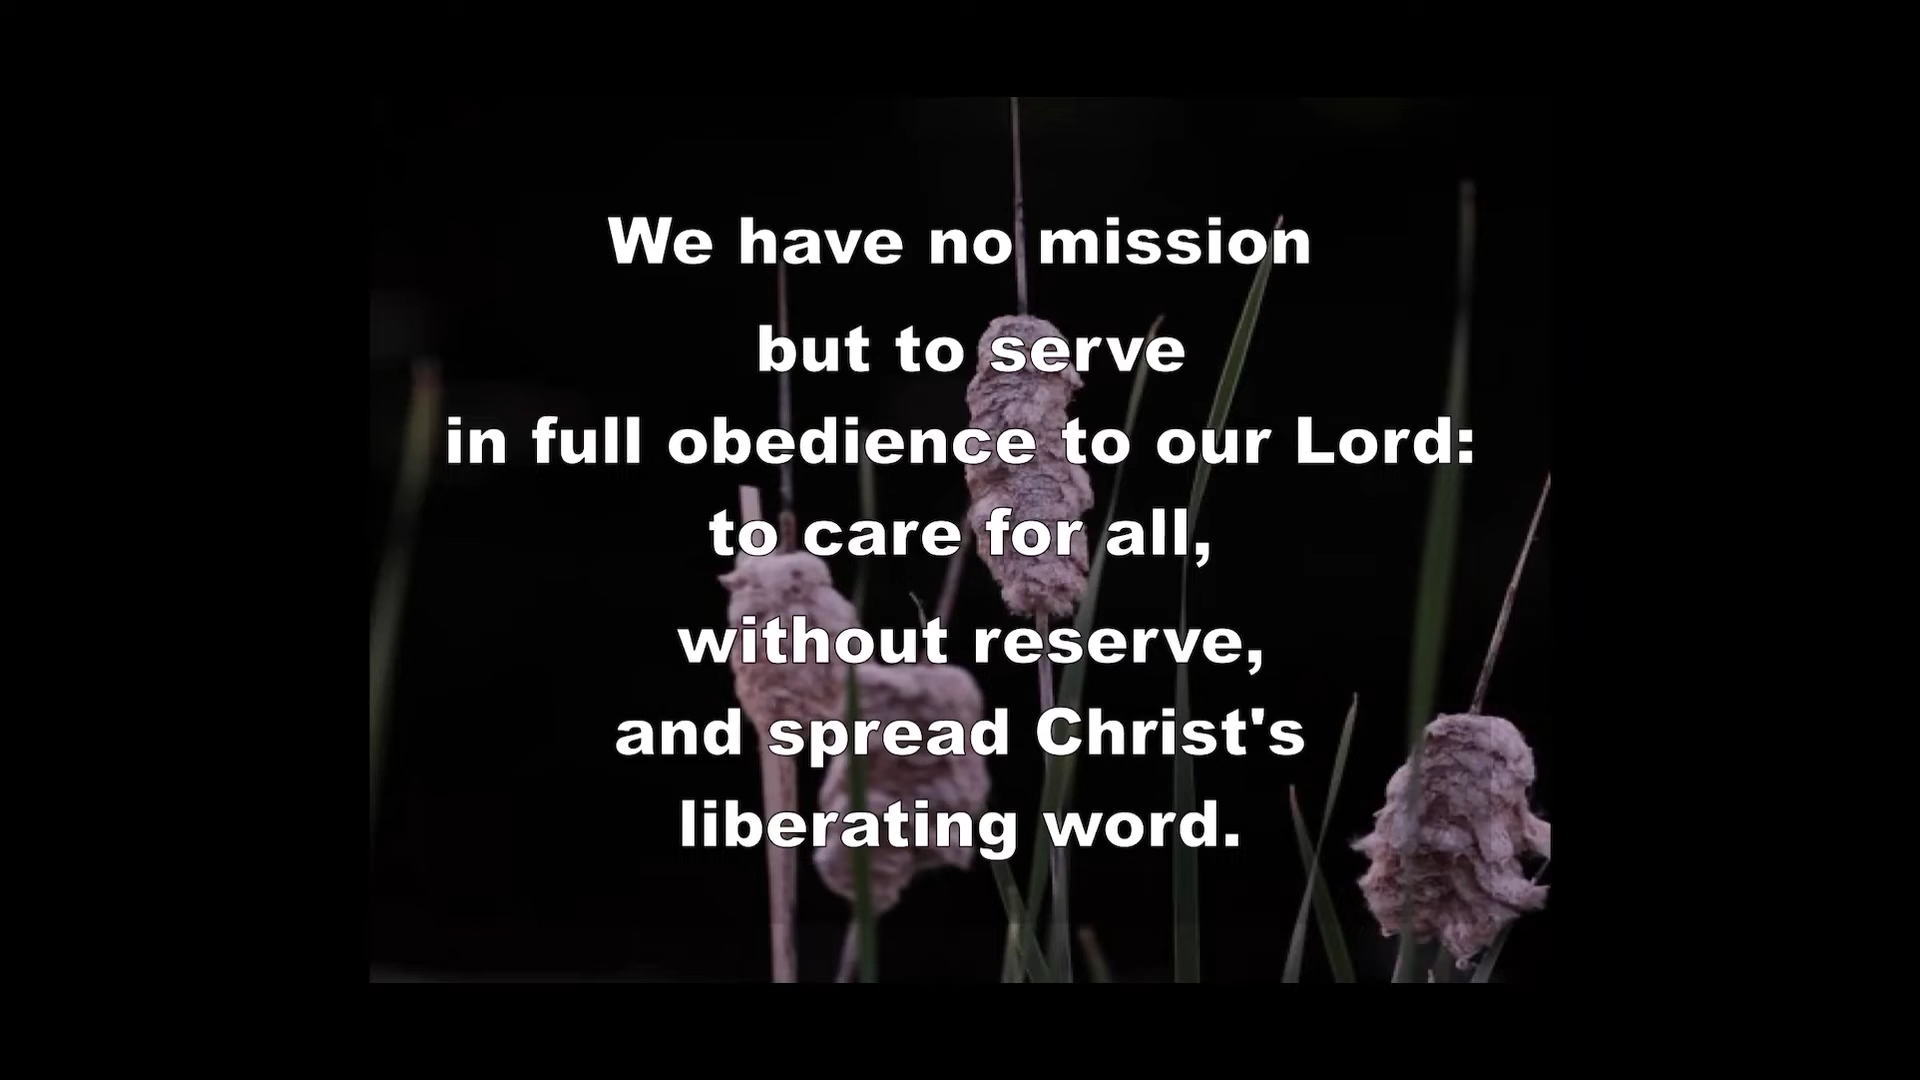 We have no mission
but to serve
in full obedience to our Lord:
to care for all,
without reserve,
and spread Christ's
liberating word.